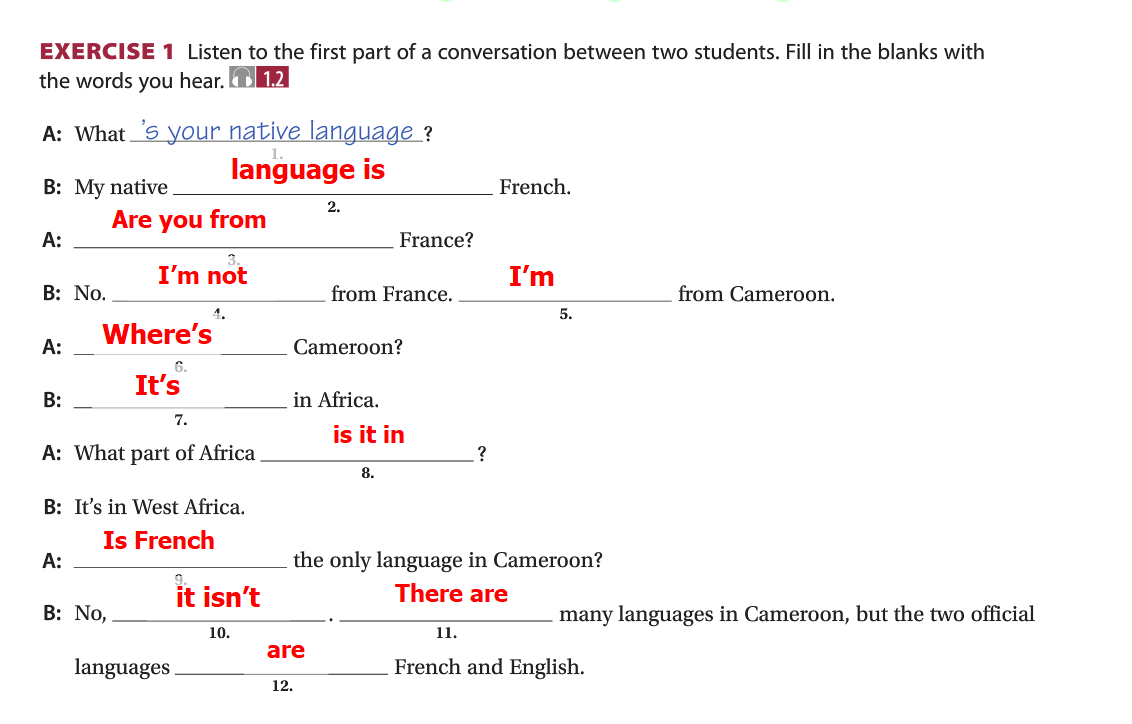 EXERCISE 1 Listen to the first part of a conversation between two students. Fill in the blanks with
the words you hear. 1.2
A: What 's your native language ?
1.
B: My native language is French.
2.
A: Are you from France?
3.
B: No. I'm not from France. I'm from Cameroon.
4. 5.
A: Where's Cameroon?
6.
B: It's in Africa.
7.
A: What part of Africa is it in ?
8.
B: It's in West Africa.
A: Is French the only language in Cameroon?
9.
B: No, it isn't . There are many languages in Cameroon, but the two official
10. 11.
languages are French and English.
12.